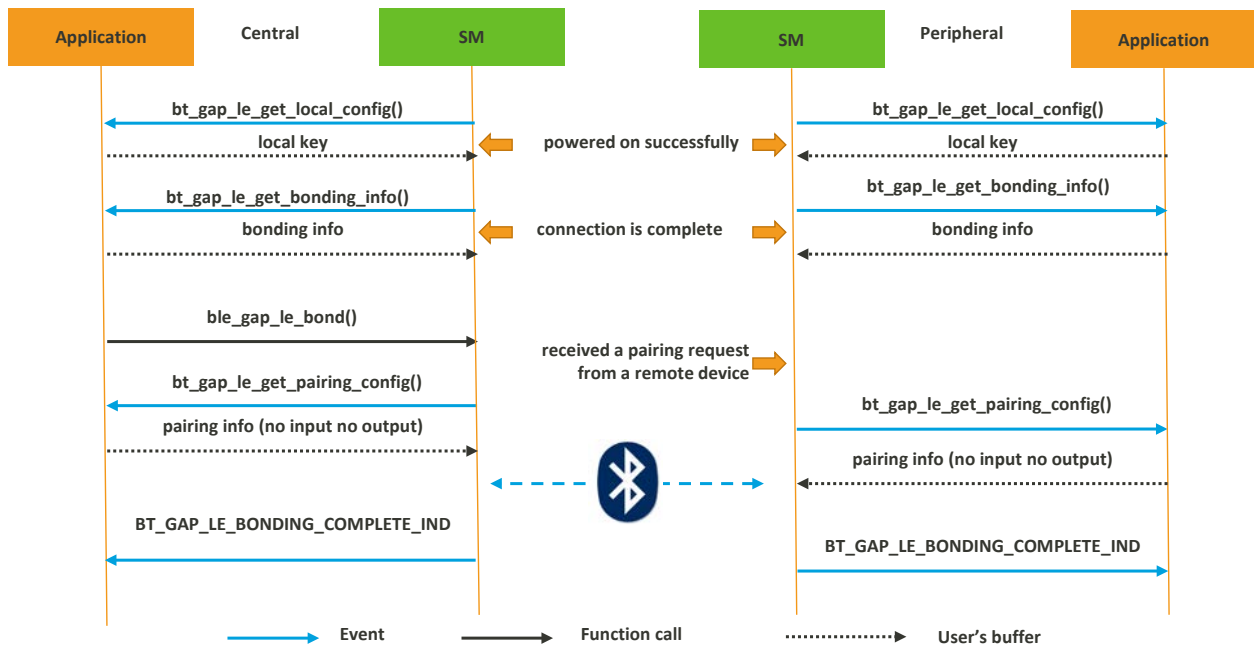 Application
Central
SM
SM
Peripheral
Application
bt_gap_le_get_local_config()
bt_gap_le_get_local_config()
local key
powered on successfully
local key
bt_gap_le_get_bonding_info()
bt_gap_le_get_bonding_info()
bonding info
connection is complete
bonding info
ble_gap_le_bond()
received a pairing request
from a remote device
bt_gap_le_get_pairing_config()
bt_gap_le_get_pairing_config()
pairing info (no input no output)
pairing info (no input no output)
BT_GAP_LE_BONDING_COMPLETE_IND
BT_GAP_LE_BONDING_COMPLETE_IND
Event
Function call
User's buffer